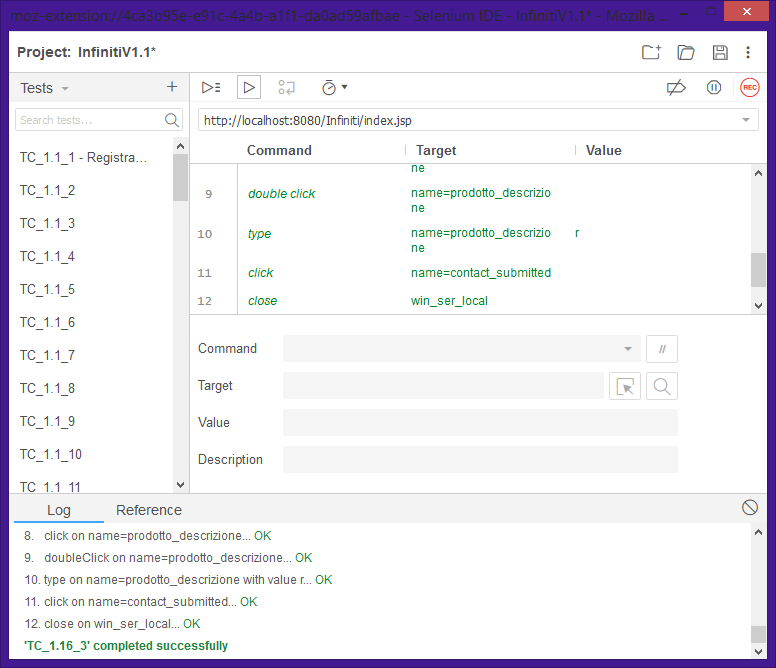 moz-extension://4ca3b95e-e91c-4a4b-a1f1-da0ad59afbae - Selenium IDE - InfinitiV1.1* - Mozilla ...
Project: InfinitiV1.1*
Tests
REC
Search tests...
http://localhost:8080/Infiniti/index.jsp
Command Target Value
TC_1.1_1 - Registra...
TC_1.1_2
TC_1.1_3
TC_1.1_4
TC_1.1_5
TC_1.1_6
TC_1.1_7
TC_1.1_8
TC_1.1_9
TC_1.1_10
TC_1.1_11
ne
9 double click name=prodotto_descrizio
ne
10 type name=prodotto_descrizio r
ne
11 click name=contact_submitted
12 close win_ser_local
Command //
Target
Value
Description
Log Reference
8. click on name=prodotto_descrizione... OK
9. doubleClick on name=prodotto_descrizione... OK
10. type on name=prodotto_descrizione with value r... OK
11. click on name=contact_submitted... OK
12. close on win_ser_local... OK
'TC_1.16_3' completed successfully